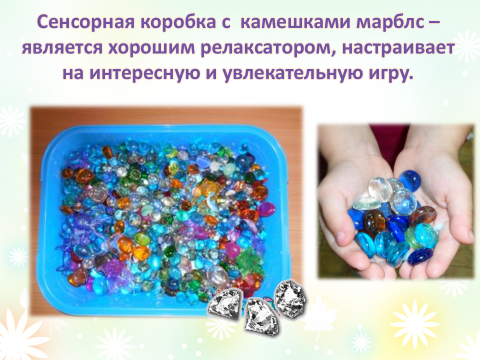 Сенсорная коробка с камешками марблс –
является хорошим релаксатором, настраивает
на интересную и увлекательную игру.